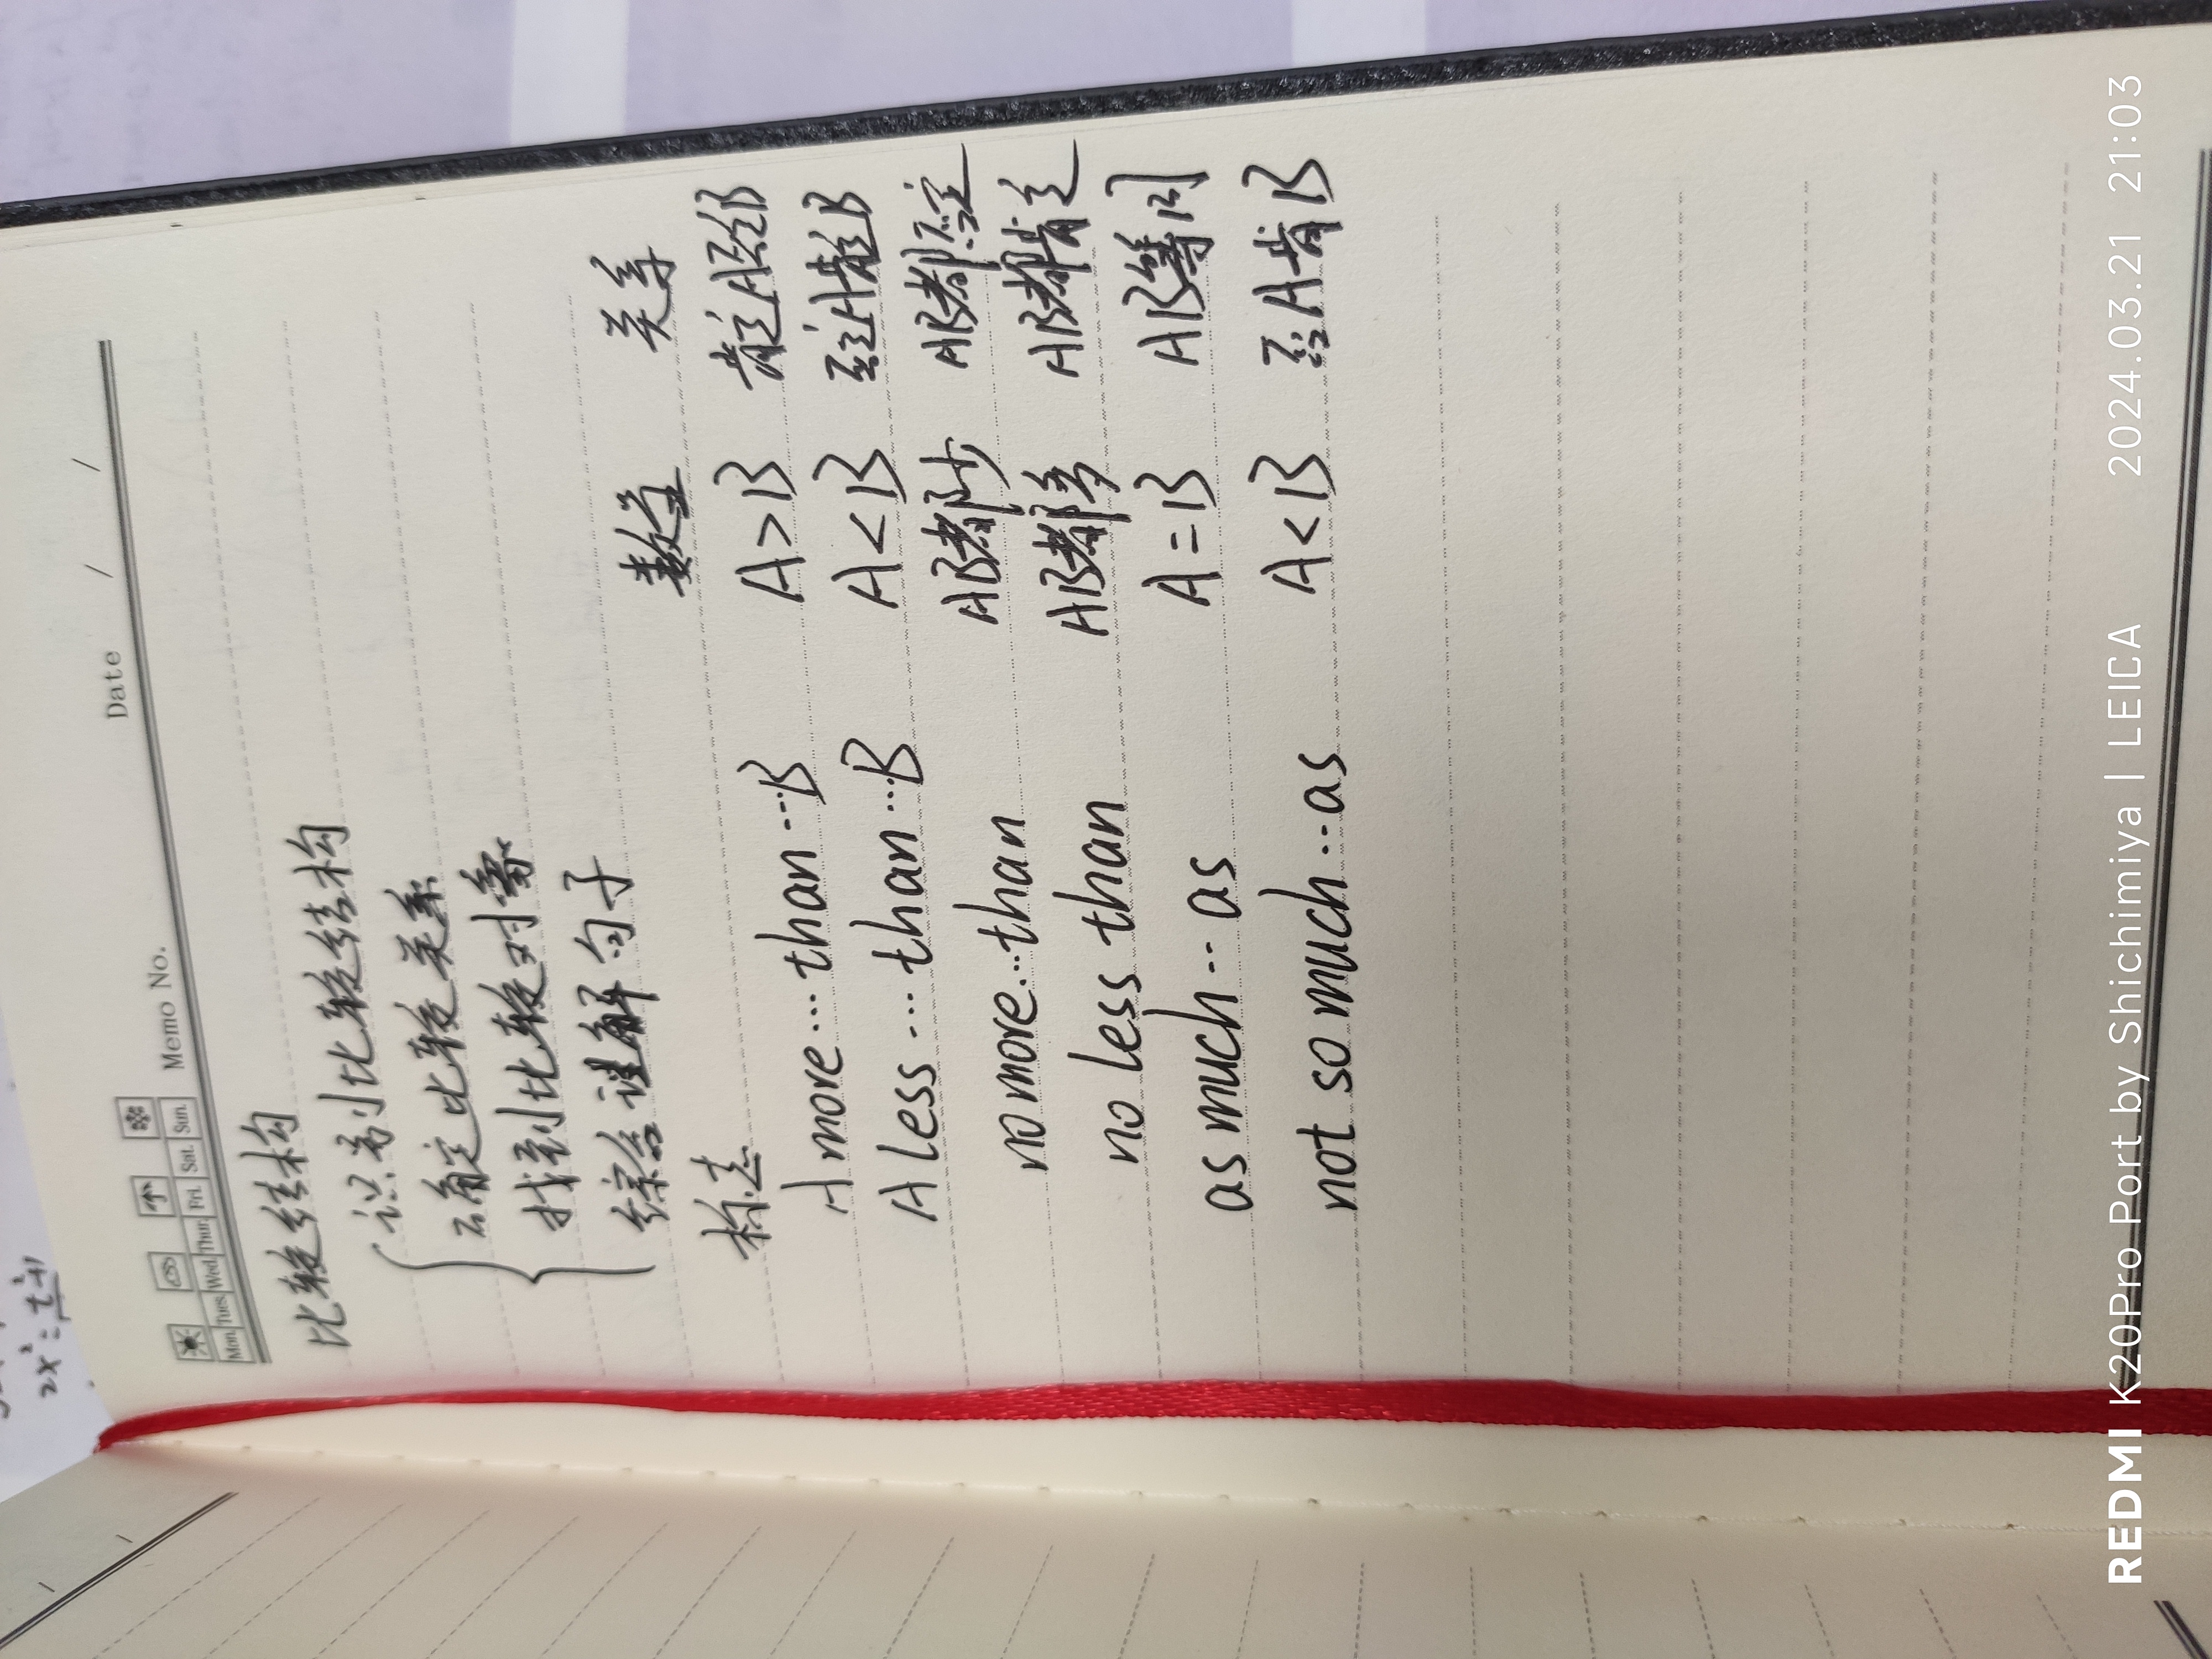 2x²=t²+1
Date / /
Memo No.
Mon. Tues. Wed. Thur. Fri. Sat. Sun.
比较结构
识别比较结构
确定比较关系
找到比较对象
综合理解句子
数量 关系
标志
A more…than…B A>B 肯定A否定B
A less…than…B A<B 否定A肯定B
no more…than AB都少 AB都否定
no less than AB都多 AB都肯定
as much··as A=B AB等同
not so much··as A<B 否A肯B
REDMI K20Pro Port by Shichimiya | LEICA 2024.03.21 21:03